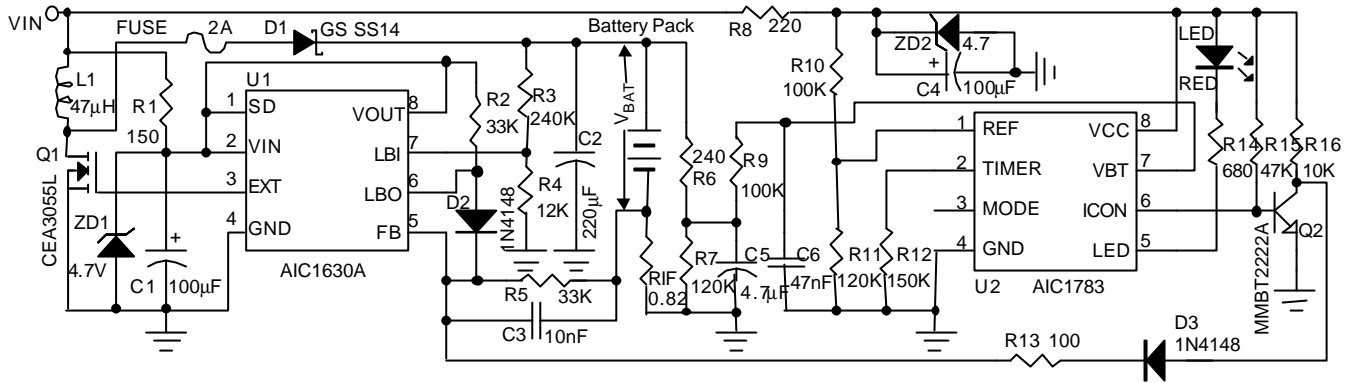 VIN
FUSE
2A
D1
GS SS14
Battery Pack
R8
220
ZD2
4.7
C4
+
100μF
LED
RED
L1
47μH
R1
150
U1
1
SD
2
VIN
3
EXT
4
GND
VOUT
8
LBI
7
LBO
6
FB
5
AIC1630A
Q1
CEA3055L
ZD1
4.7V
C1
+
100μF
R2
33K
R3
240K
R4
12K
D2
1N4148
C2
220μF
VBAT
R5
33K
C3
10nF
RIF
0.82
240
R6
R7
120K
R9
100K
C5
4.7μF
C6
47nF
R10
100K
R11
120K
R12
150K
1
REF
2
TIMER
3
MODE
4
GND
VCC
8
VBT
7
ICON
6
LED
5
U2
AIC1783
R14
680
R15
47K
R16
10K
Q2
MMBT2222A
R13
100
D3
1N4148